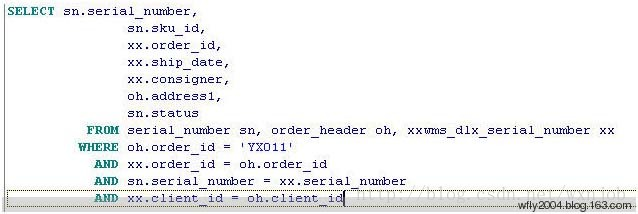 SELECT sn.serial_number,
sn.sku_id,
xx.order_id,
xx.ship_date,
xx.consigner,
oh.address1,
sn.status
FROM serial_number sn, order_header oh, xxwms_dlx_serial_number xx
WHERE oh.order_id = 'YX011'
AND xx.order_id = oh.order_id
AND sn.serial_number = xx.serial_number
AND xx.client_id = oh.client_id
wfly2004.blog.163.com